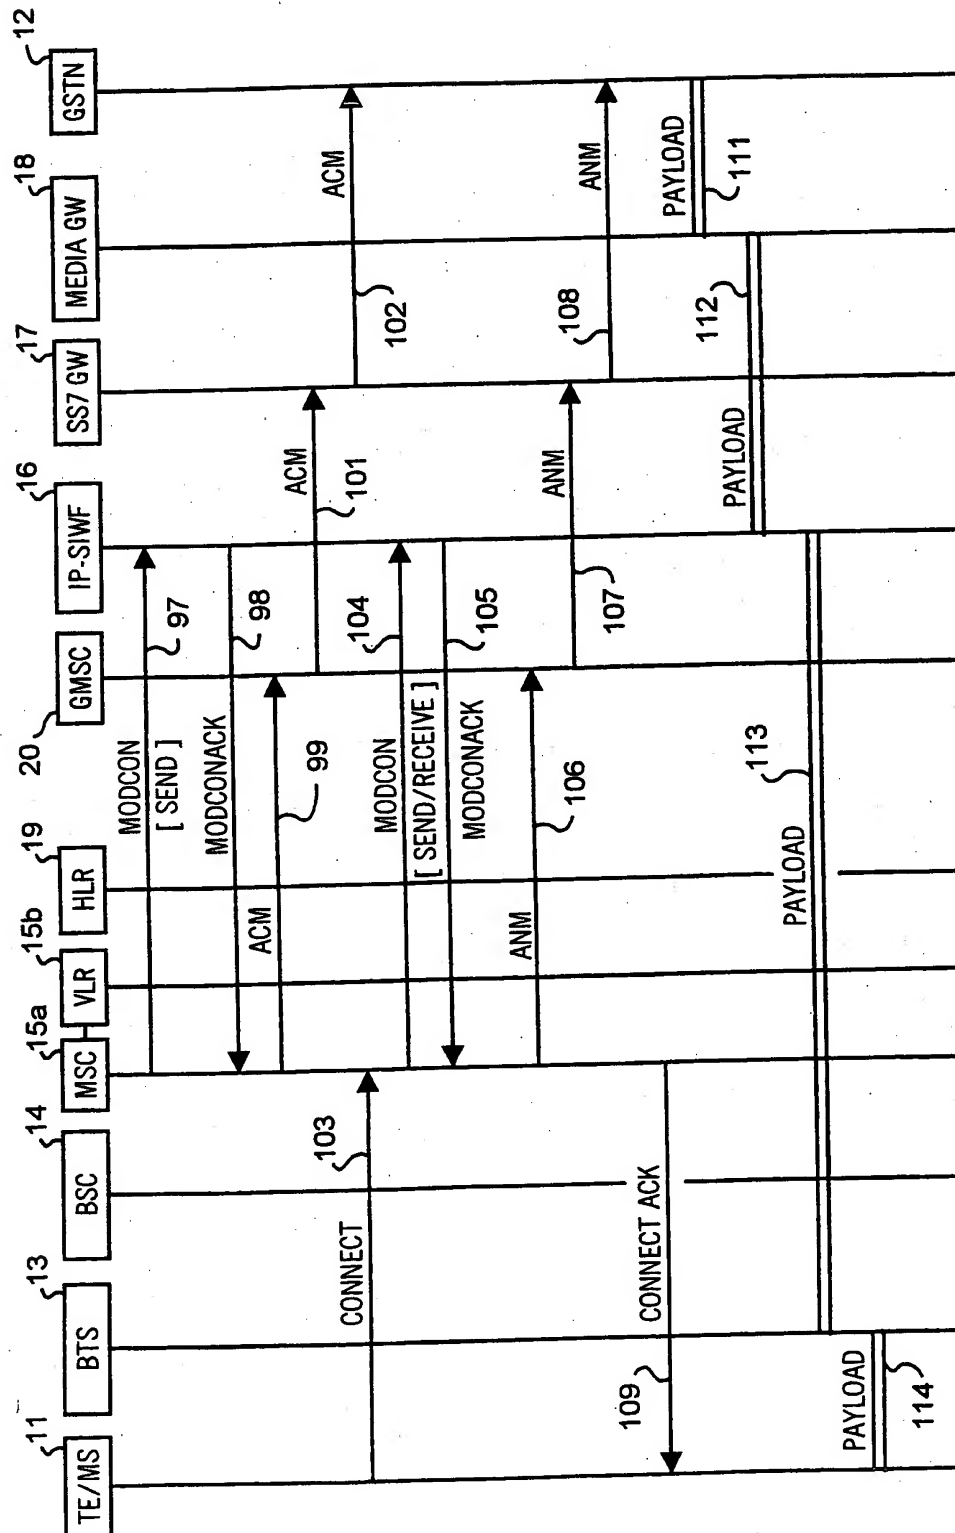 11
TE/MS
13
BTS
14
BSC
15a
MSC
15b
VLR
19
HLR
20
GMSC
16
IP-SIWF
17
SS7 GW
18
MEDIA GW
12
GSTN
MODCON
[ SEND ]
97
MODCONACK
98
ACM
99
ACM
101
ACM
102
CONNECT
103
MODCON
[ SEND/RECEIVE ]
104
MODCONACK
105
ANM
106
ANM
107
ANM
108
CONNECT ACK
109
PAYLOAD
111
PAYLOAD
112
PAYLOAD
113
PAYLOAD
114